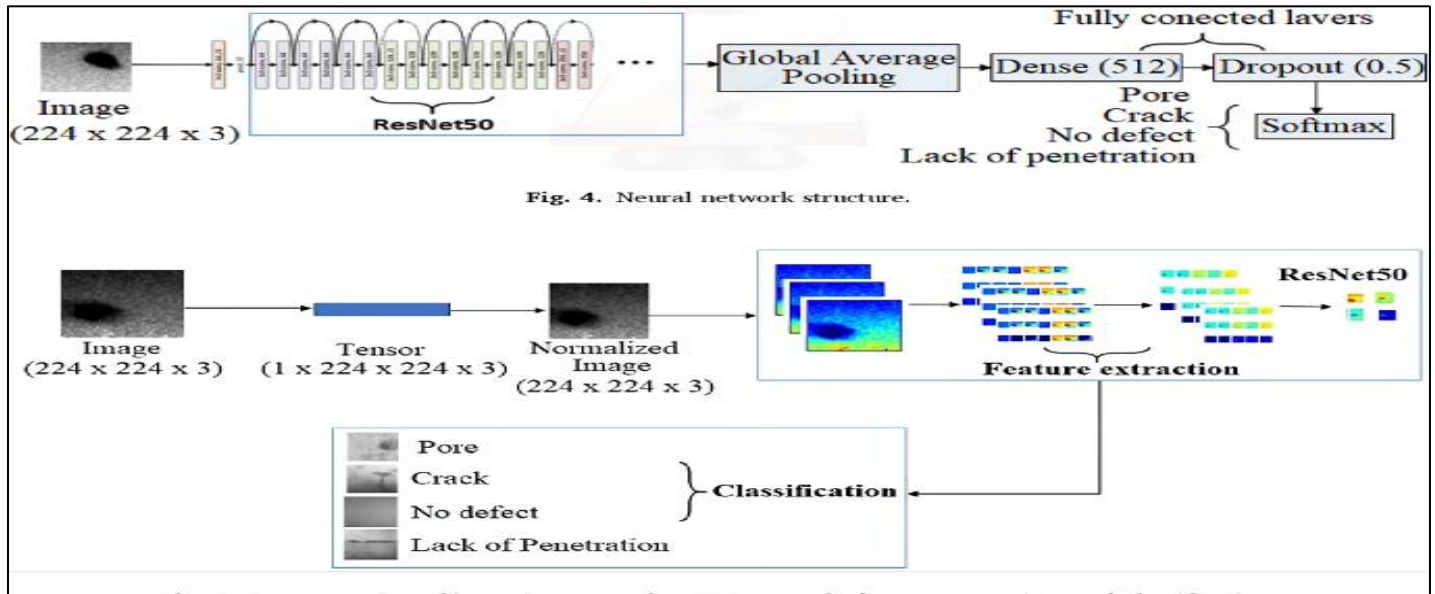 Fully conected lavers
Global Average
Pooling
Dense (512)
Dropout (0.5)
Image
(224 x 224 x 3)
ResNet50
Pore
Crack
No defect
Lack of penetration
Softmax
Fig. 4. Neural network structure.
ResNet50
Image
(224 x 224 x 3)
Tensor
(1 x 224 x 224 x 3)
Normalized
Image
(224 x 224 x 3)
Feature extraction
Pore
Crack
No defect
Lack of Penetration
Classification